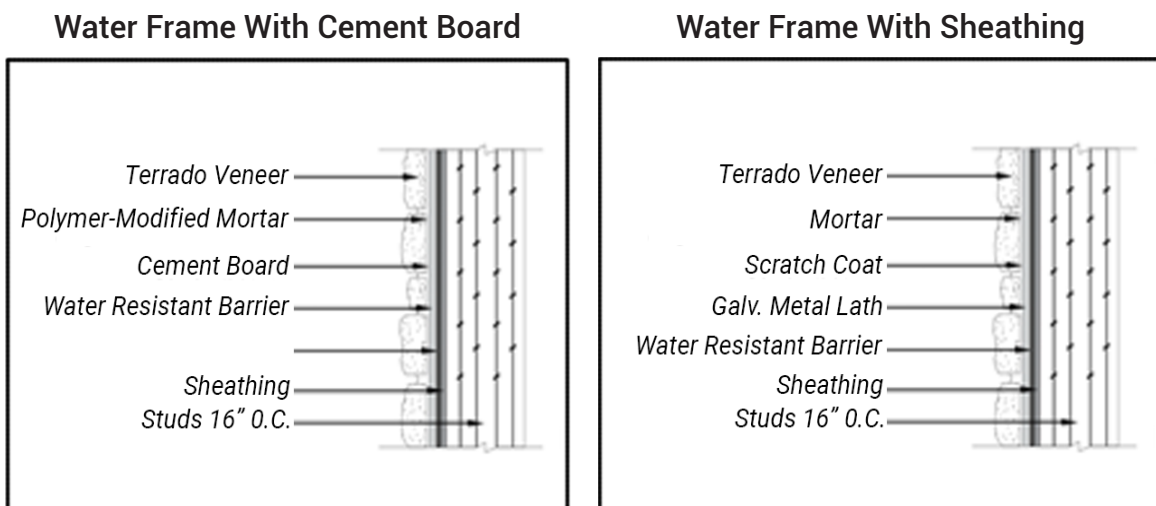 Water Frame With Cement Board
Terrado Veneer
Polymer-Modified Mortar
Cement Board
Water Resistant Barrier
Sheathing
Studs 16” 0.C.
Water Frame With Sheathing
Terrado Veneer
Mortar
Scratch Coat
Galv. Metal Lath
Water Resistant Barrier
Sheathing
Studs 16” 0.C.